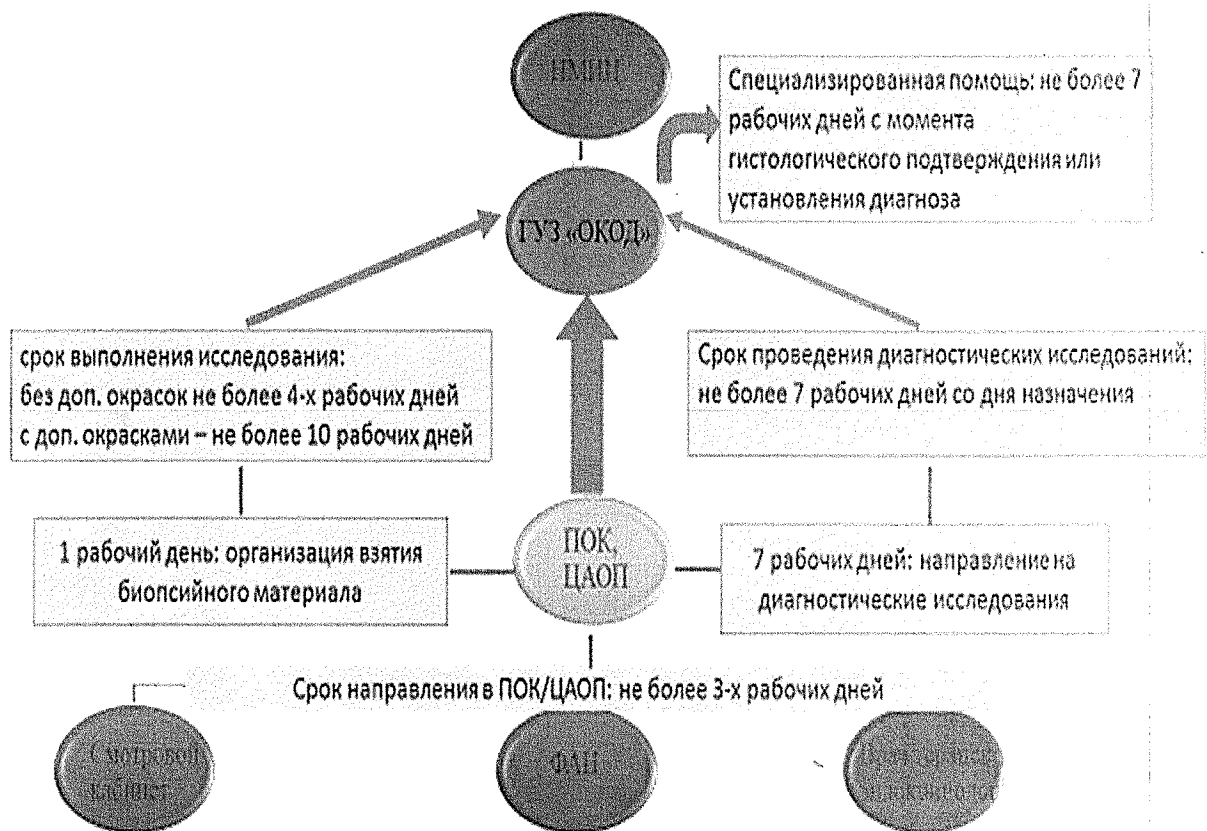 Специализированная помощь: не более 7
рабочих дней с момента
гистологического подтверждения или
установления диагноза
ГУЗ «ОКОД»
срок выполнения исследования:
без доп. окрасок не более 4-х рабочих дней
с доп. окрасками – не более 10 рабочих дней
Срок проведения диагностических исследований:
не более 7 рабочих дней со дня назначения
1 рабочий день: организация взятия
биопсийного материала
ПОК,
ЦАОП
7 рабочих дней: направление на
диагностические исследования
Срок направления в ПОК/ЦАОП: не более 3-х рабочих дней
Смотровой
кабинет
ФАП